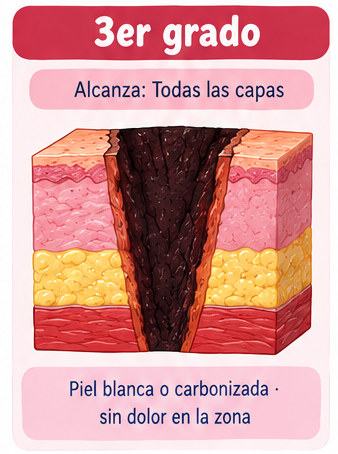 3er grado
Alcanza: Todas las capas
Piel blanca o carbonizada ·
sin dolor en la zona